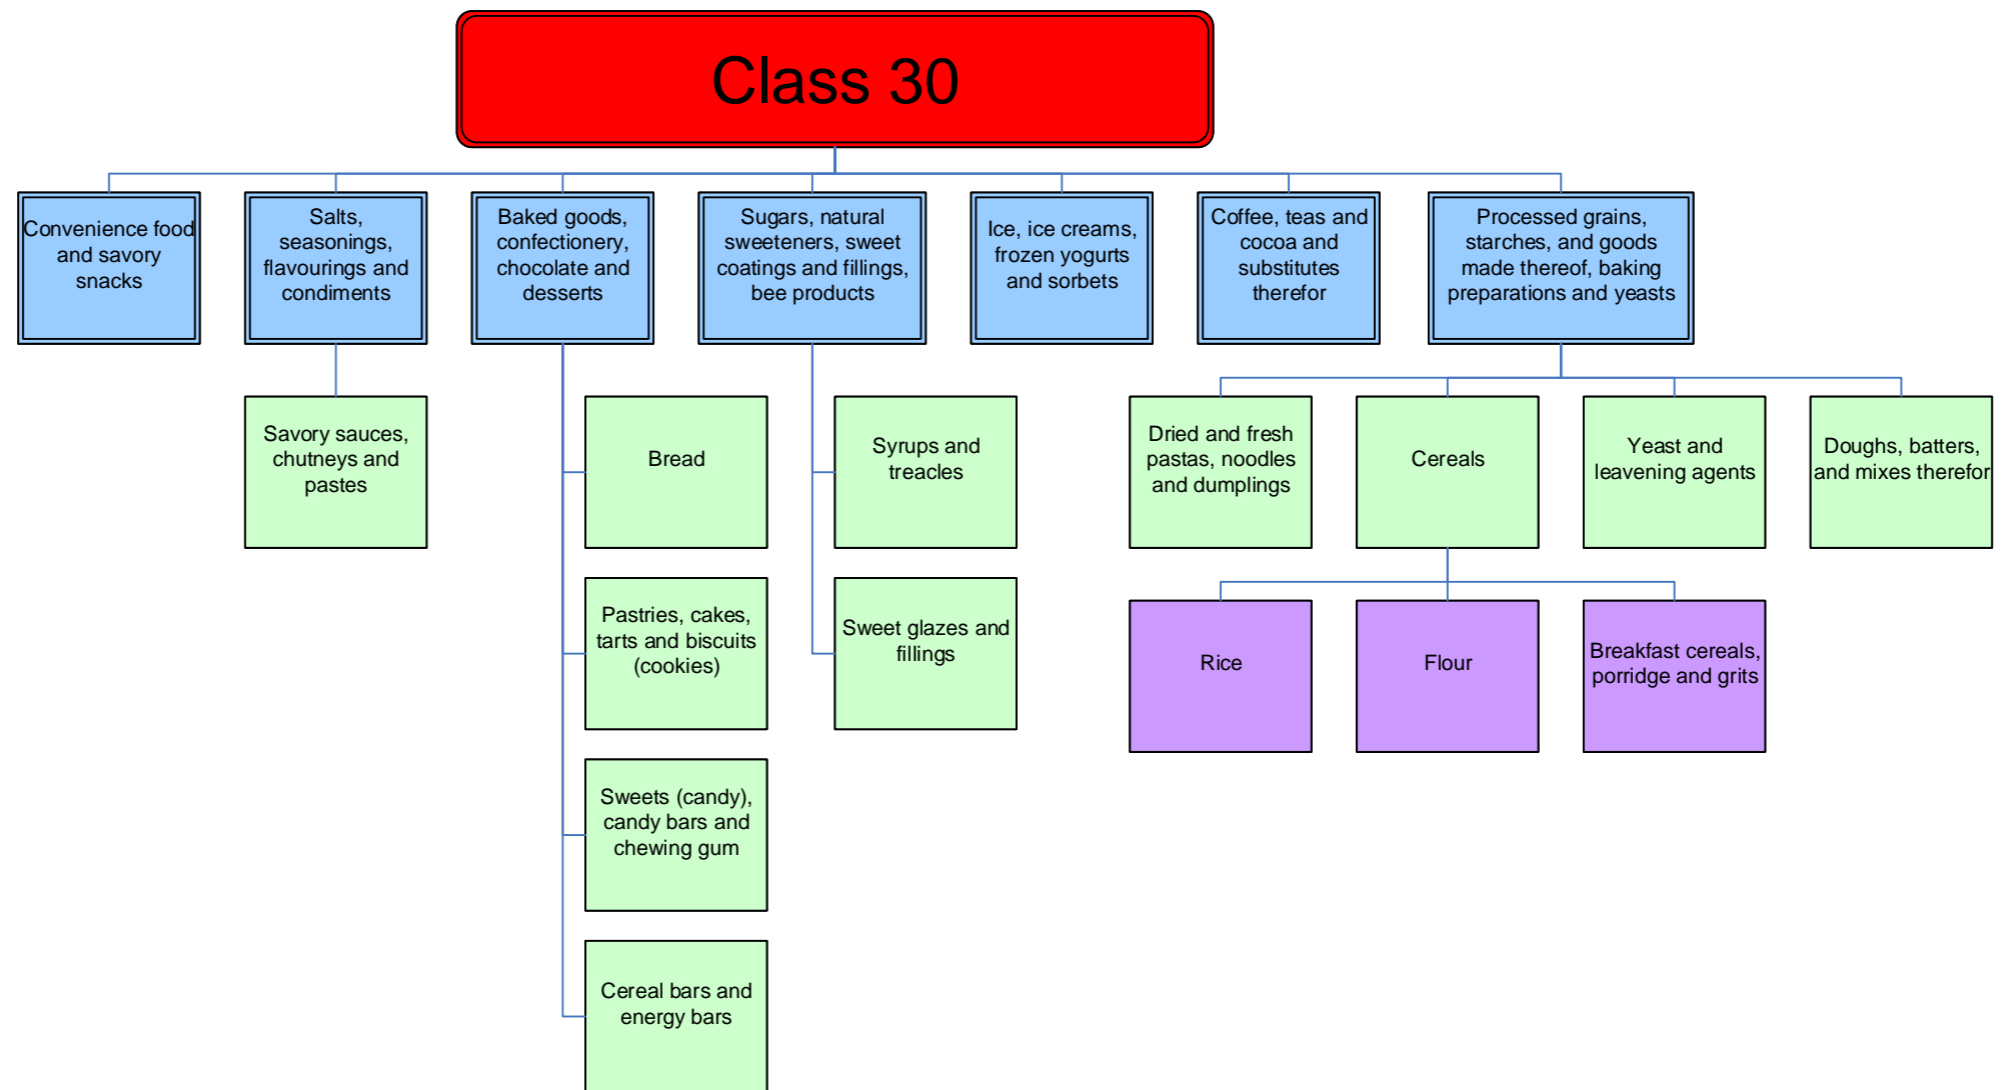 Class 30
Convenience food
and savory
snacks
Salts,
seasonings,
flavourings and
condiments
Baked goods,
confectionery,
chocolate and
desserts
Sugars, natural
sweeteners, sweet
coatings and fillings,
bee products
Ice, ice creams,
frozen yogurts
and sorbets
Coffee, teas and
cocoa and
substitutes
therefor
Processed grains,
starches, and goods
made thereof, baking
preparations and yeasts
Savory sauces,
chutneys and
pastes
Bread
Syrups and
treacles
Dried and fresh
pastas, noodles
and dumplings
Cereals
Yeast and
leavening agents
Doughs, batters,
and mixes therefor
Pastries, cakes,
tarts and biscuits
(cookies)
Sweet glazes and
fillings
Rice
Flour
Breakfast cereals,
porridge and grits
Sweets (candy),
candy bars and
chewing gum
Cereal bars and
energy bars